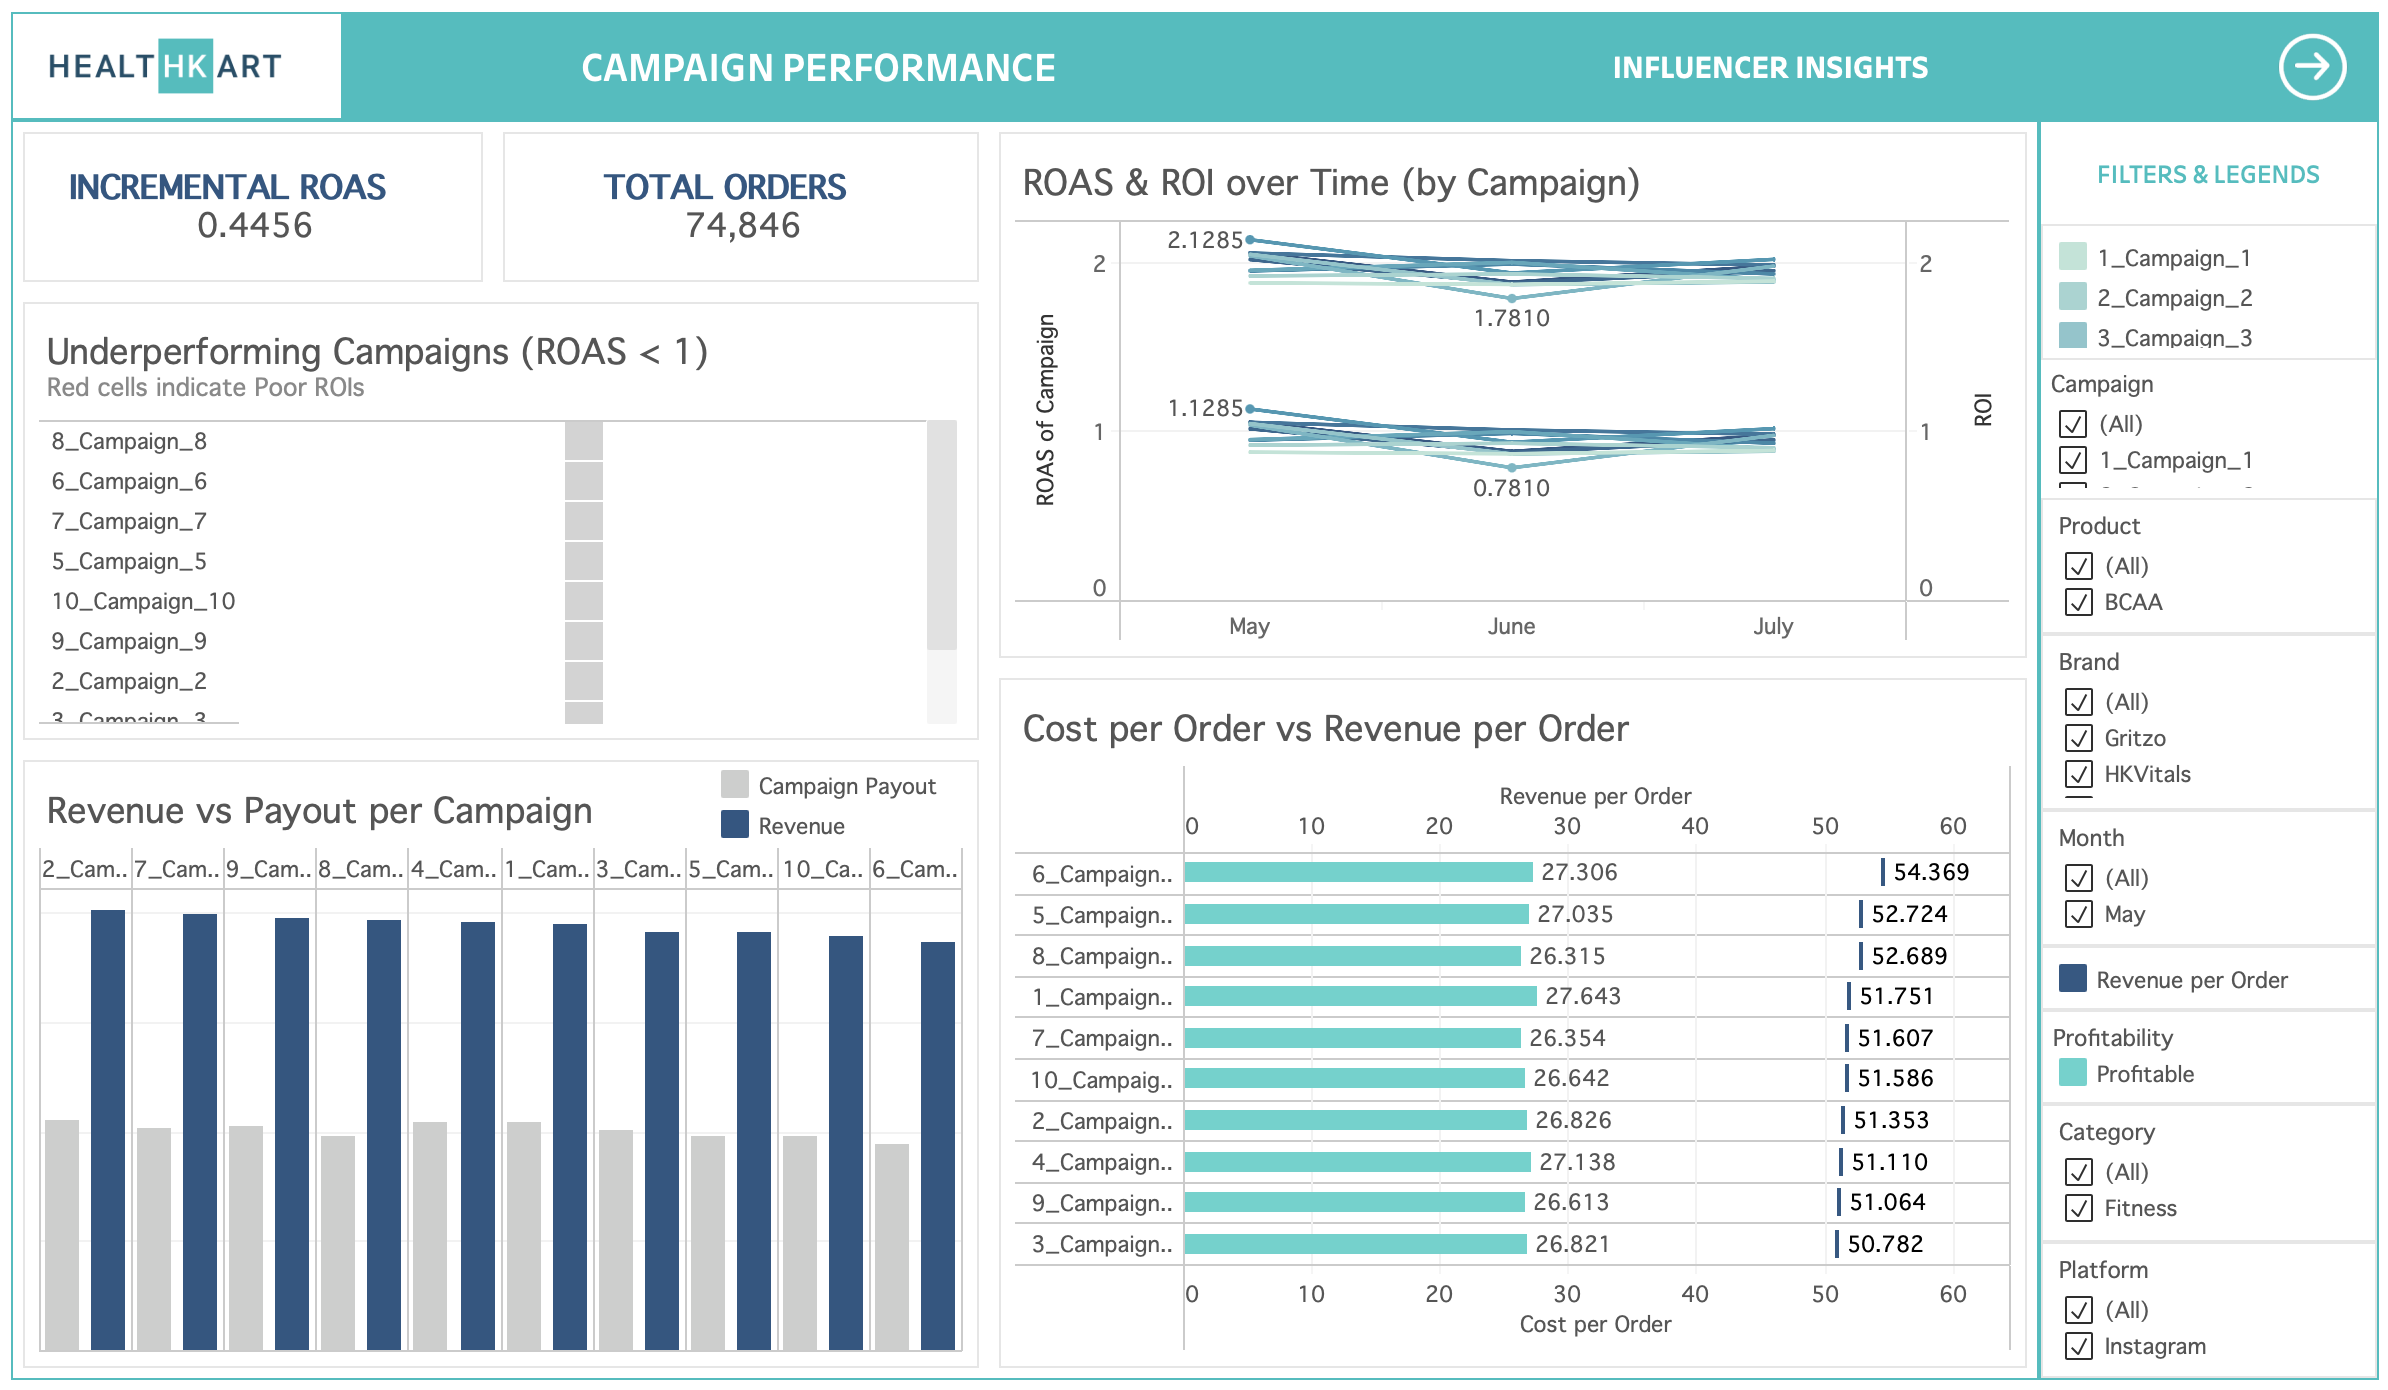 HEALTHKART
CAMPAIGN PERFORMANCE
INFLUENCER INSIGHTS
INCREMENTAL ROAS
0.4456
TOTAL ORDERS
74,846
Underperforming Campaigns (ROAS < 1)
Red cells indicate Poor ROIs
8_Campaign_8
6_Campaign_6
7_Campaign_7
5_Campaign_5
10_Campaign_10
9_Campaign_9
2_Campaign_2
3_Campaign_3
Revenue vs Payout per Campaign
Campaign Payout
Revenue
2_Cam.. 7_Cam.. 9_Cam.. 8_Cam.. 4_Cam.. 1_Cam.. 3_Cam.. 5_Cam.. 10_Ca.. 6_Cam..
ROAS & ROI over Time (by Campaign)
ROAS of Campaign
2
1
0
2.1285
1.7810
1.1285
0.7810
2
1
0
ROI
May June July
Cost per Order vs Revenue per Order
Revenue per Order
0 10 20 30 40 50 60
6_Campaign.. 27.306 54.369
5_Campaign.. 27.035 52.724
8_Campaign.. 26.315 52.689
1_Campaign.. 27.643 51.751
7_Campaign.. 26.354 51.607
10_Campaig.. 26.642 51.586
2_Campaign.. 26.826 51.353
4_Campaign.. 27.138 51.110
9_Campaign.. 26.613 51.064
3_Campaign.. 26.821 50.782
0 10 20 30 40 50 60
Cost per Order
FILTERS & LEGENDS
1_Campaign_1
2_Campaign_2
3_Campaign_3
Campaign
(All)
1_Campaign_1
Product
(All)
BCAA
Brand
(All)
Gritzo
HKVitals
Month
(All)
May
Revenue per Order
Profitability
Profitable
Category
(All)
Fitness
Platform
(All)
Instagram